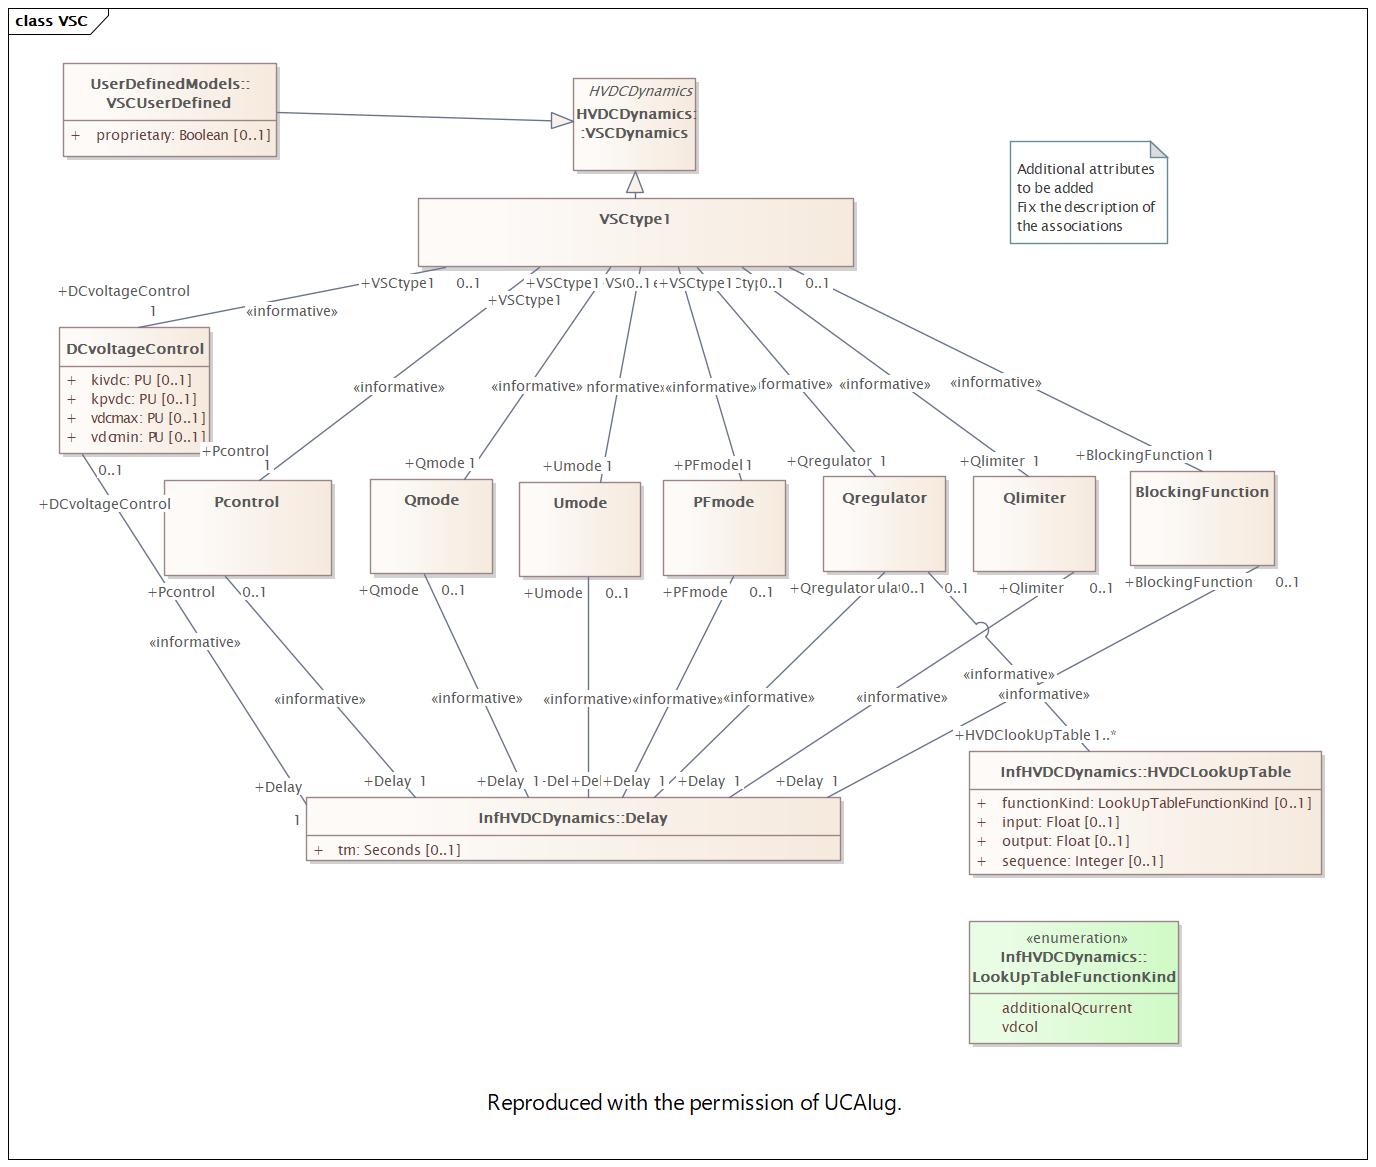 class VSC
UserDefinedModels::
VSCUserDefined
+ proprietary: Boolean [0..1]
HVDCDynamics
HVDCDynamics:
:VSCDynamics
Additional attributes
to be added
Fix the description of
the associations
VSCtype1
+VSCtype1 0..1
+VSCtype1
+VSCtype1
0..1
+VSCtype1
0..1
0..1
+DCvoltageControl
1
«informative»
DCvoltageControl
+ kivdc: PU [0..1]
+ kpvdc: PU [0..1]
+ vdcmax: PU [0..1]
+ vdcmin: PU [0..1]
«informative»
«informative»
nformative»
«informative»
formative»
«informative»
«informative»
+Pcontrol
1
+Qmode 1
+Umode 1
+PFmode 1
+Qregulator 1
+Qlimiter 1
+BlockingFunction 1
0..1
+DCvoltageControl
Pcontrol
Qmode
Umode
PFmode
Qregulator
Qlimiter
BlockingFunction
+Pcontrol 0..1
+Qmode 0..1
+Umode 0..1
+PFmode 0..1
+Qregulator 0..1
0..1
+Qlimiter 0..1
+BlockingFunction 0..1
«informative»
«informative»
«informative»
«informative»
«informative»
«informative»
«informative»
«informative»
«informative»
+HVDClookUpTable 1..*
+Delay
1
+Delay 1
+Delay 1
+Del
+Delay 1
+Delay 1
+Delay 1
InfHVDCDynamics::Delay
+ tm: Seconds [0..1]
InfHVDCDynamics::HVDCLookUpTable
+ functionKind: LookUpTableFunctionKind [0..1]
+ input: Float [0..1]
+ output: Float [0..1]
+ sequence: Integer [0..1]
«enumeration»
InfHVDCDynamics::
LookUpTableFunctionKind
additionalQcurrent
vdcol
Reproduced with the permission of UCAIug.